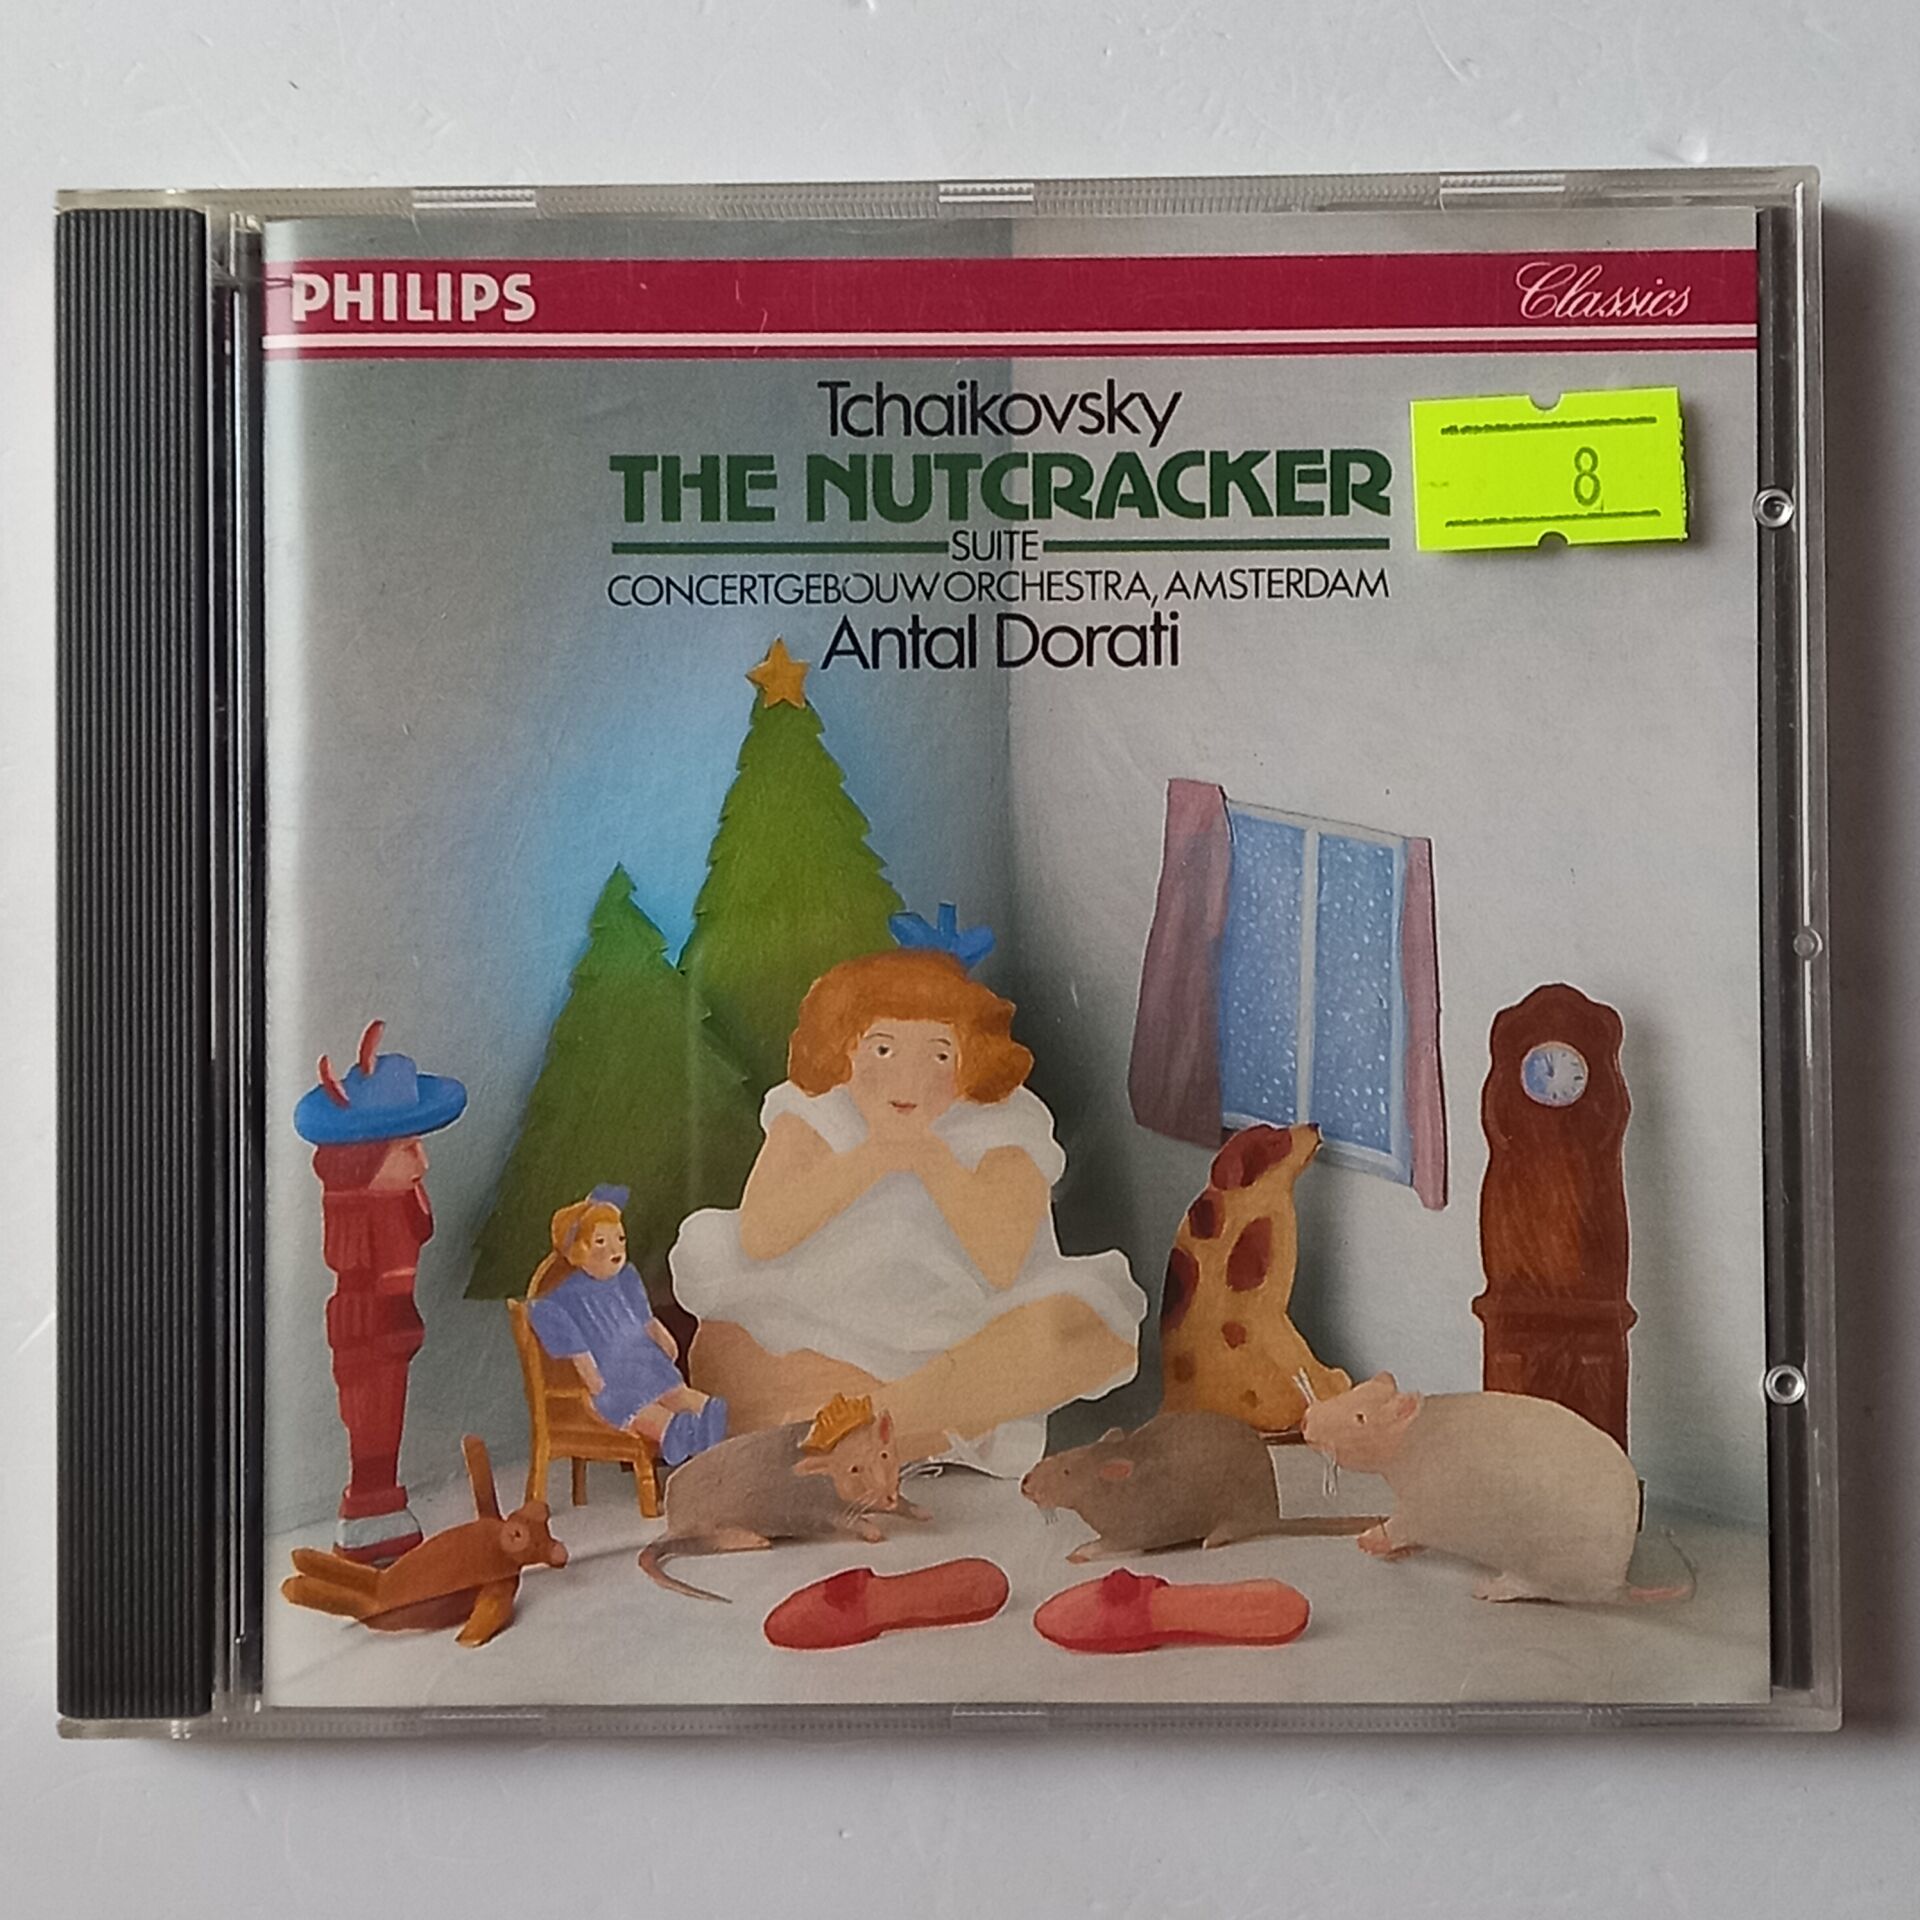 PHILIPS
Classics
Tchaikovsky
THE NUTCRACKER
SUITE
CONCERTGEBOUW ORCHESTRA, AMSTERDAM
Antal Dorati
8